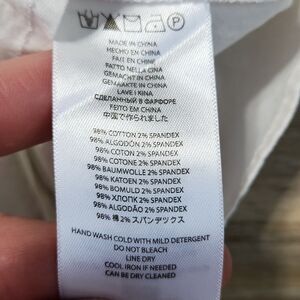 MADE IN CHINA
HECHO EN CHINA
FAIT EN CHINE
FATTO NELLA CINA
GEMACHT IN CHINA
GEMAAKTE IN CHINA
LAVE I KINA
СДЕЛАННЫЙ В ФАРФОРЕ
FEITO EM CHINA
中国で作られました
98% COTTON 2% SPANDEX
98% ALGODÓN 2% SPANDEX
98% COTON 2% SPANDEX
98% COTONE 2% SPANDEX
98% BAUMWOLLE 2% SPANDEX
98% KATOEN 2% SPANDEX
98% BOMULD 2% SPANDEX
98% ХЛОПК 2% SPANDEX
98% ALGODÃO 2% SPANDEX
98% 綿 2% スパンデックス
HAND WASH COLD WITH MILD DETERGENT
DO NOT BLEACH
LINE DRY
COOL IRON IF NEEDED
CAN BE DRY CLEANED